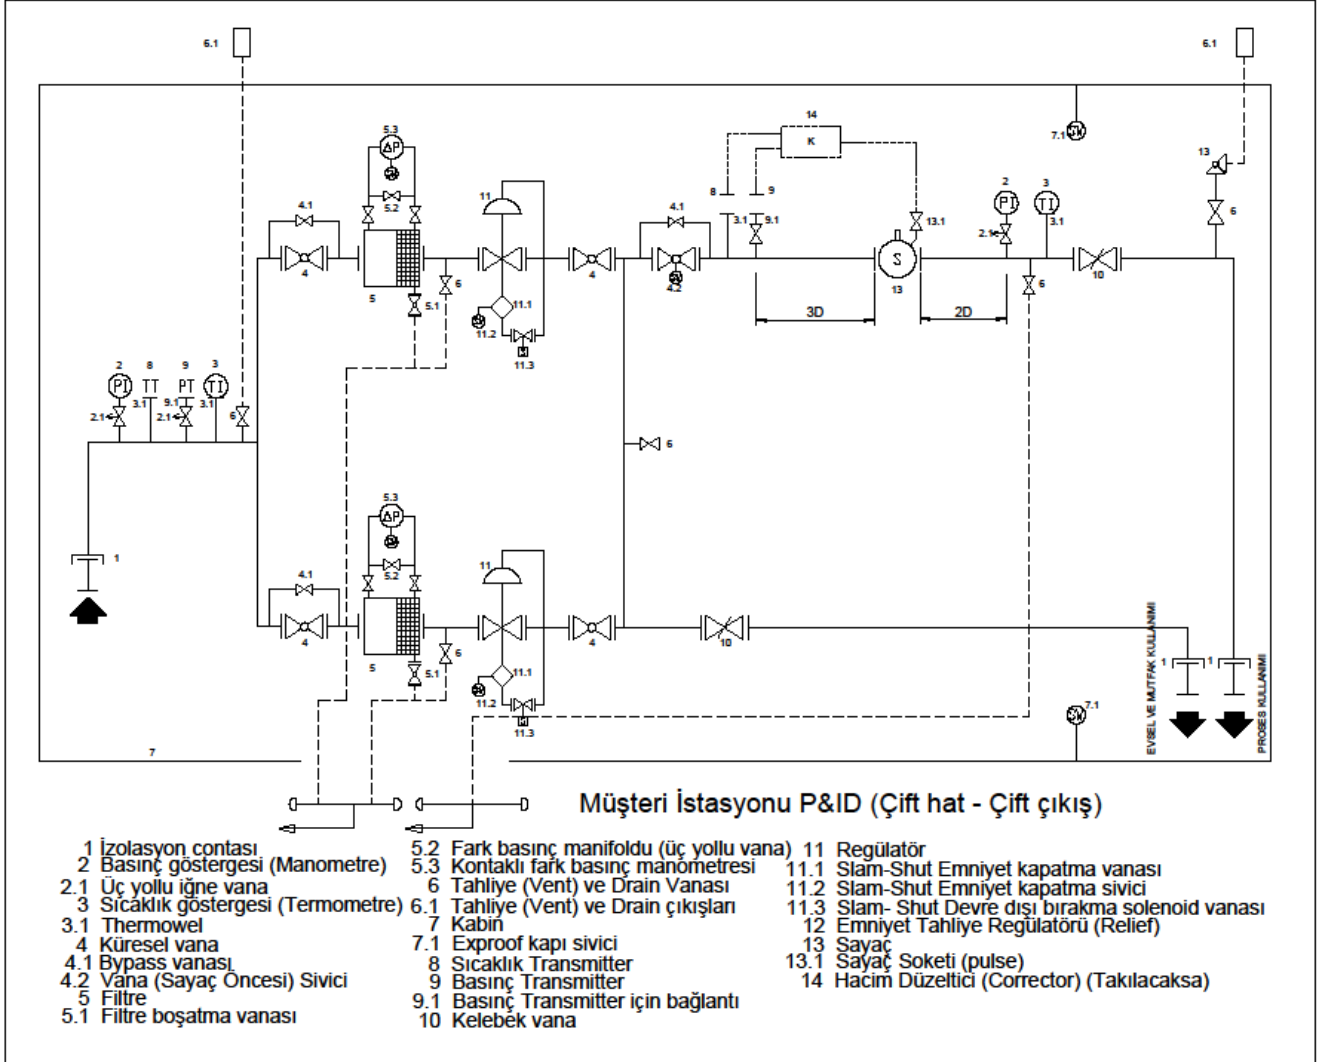 6.1
6.1
7.1
14
K
5.3
ΔP
5.2
4.1
11
8
9
3.1
9.1
4.1
13.1
2
PI
2.1
3
TI
3.1
13
6
4
5
5.1
6
11.1
11.2
11.3
4
4.2
S
13
3D
2D
6
10
2
PI
2.1
8
TT
3.1
9
PT
9.1
2.1
3
TI
3.1
6
6
1
5.3
ΔP
5.2
4.1
11
4
5
5.1
6
11.1
11.2
11.3
4
10
7.1
1
1
EVSEL VE MUTFAK KULLANIMI
PROSES KULLANIMI
7
Müşteri İstasyonu P&ID (Çift hat - Çift çıkış)
1 İzolasyon contası
2 Basınç göstergesi (Manometre)
2.1 Üç yollu iğne vana
3 Sıcaklık göstergesi (Termometre)
3.1 Thermowel
4 Küresel vana
4.1 Bypass vanası
4.2 Vana (Sayaç Öncesi) Sivici
5 Filtre
5.1 Filtre boşatma vanası
5.2 Fark basınç manifoldu (üç yollu vana)
5.3 Kontaklı fark basınç manometresi
6 Tahliye (Vent) ve Drain Vanası
6.1 Tahliye (Vent) ve Drain çıkışları
7 Kabin
7.1 Exproof kapı sivici
8 Sıcaklık Transmitter
9 Basınç Transmitter
9.1 Basınç Transmitter için bağlantı
10 Kelebek vana
11 Regülatör
11.1 Slam-Shut Emniyet kapatma vanası
11.2 Slam-Shut Emniyet kapatma sivici
11.3 Slam- Shut Devre dışı bırakma solenoid vanası
12 Emniyet Tahliye Regülatörü (Relief)
13 Sayaç
13.1 Sayaç Soketi (pulse)
14 Hacim Düzeltici (Corrector) (Takılacaksa)